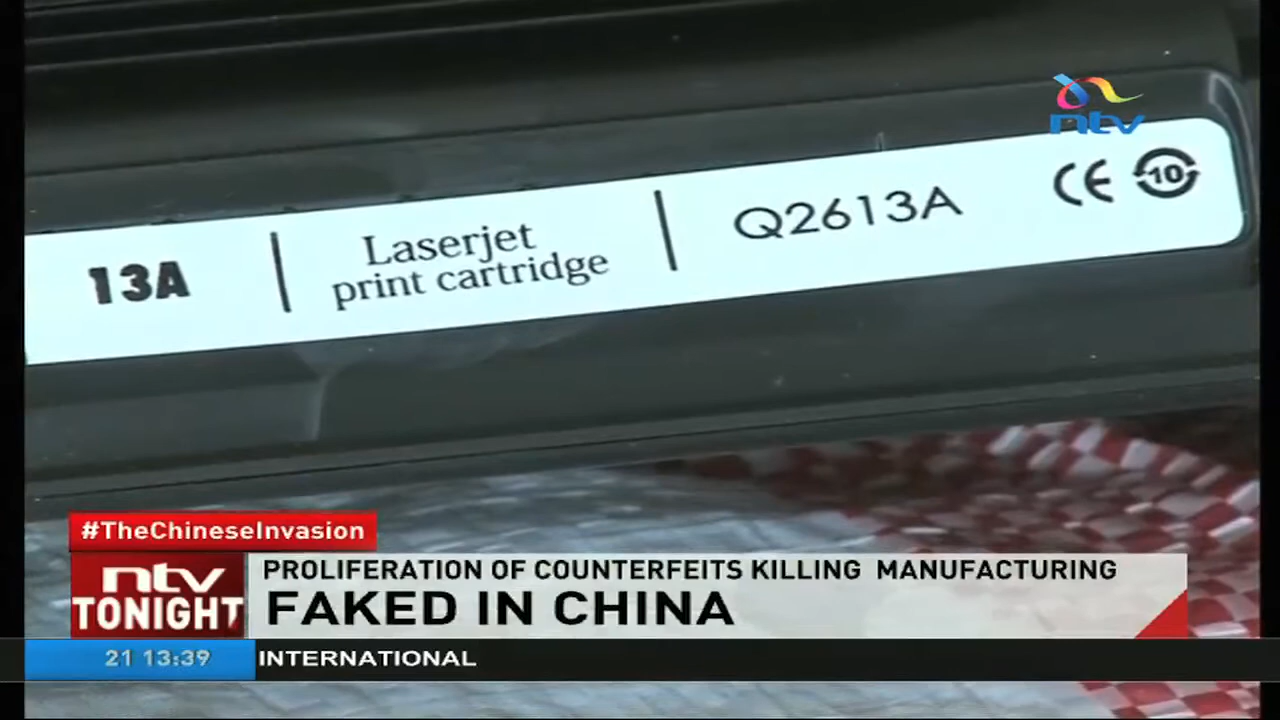 ntv
13A
Laserjet
print cartridge
Q2613A
CE
10
#TheChineseInvasion
ntv
TONIGHT
PROLIFERATION OF COUNTERFEITS KILLING MANUFACTURING
FAKED IN CHINA
21 13:39
INTERNATIONAL